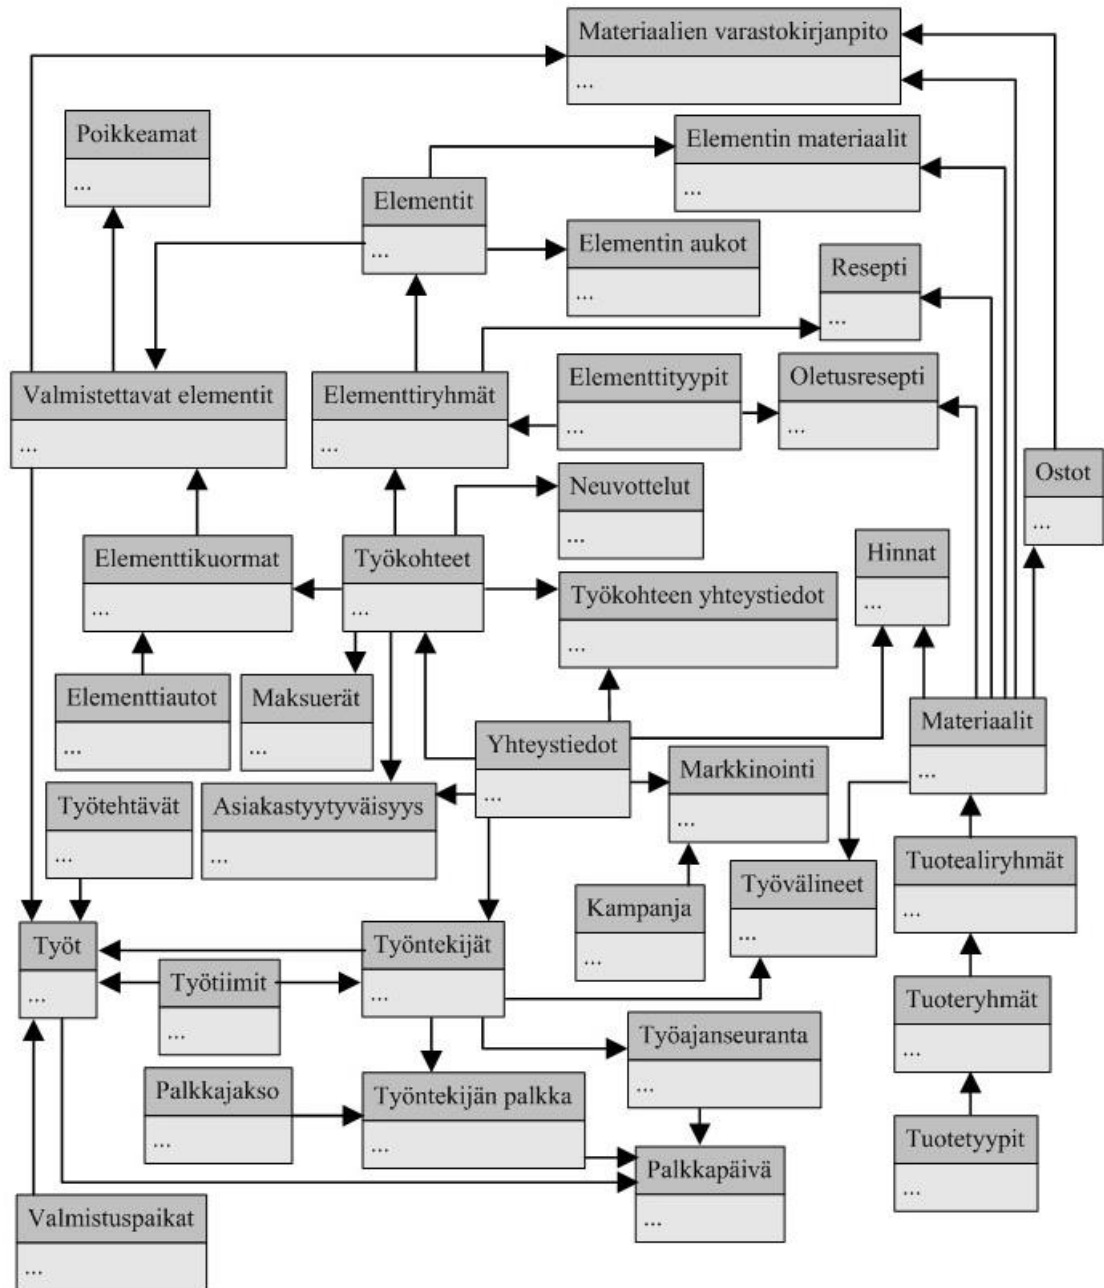 Materiaalien varastokirjanpito
...
Poikkeamat
...
Elementin materiaalit
...
Elementit
...
Elementin aukot
...
Resepti
...
Valmistettavat elementit
...
Elementtiryhmät
...
Elementtityypit
...
Oletusresepti
...
Ostot
...
Neuvottelut
...
Elementtikuormat
...
Työkohteet
...
Hinnat
...
Työkohteen yhteystiedot
...
Elementtiautot
...
Maksuerät
...
Materiaalit
...
Yhteystiedot
...
Markkinointi
...
Työtehtävät
...
Asiakastyytyväisyys
...
Tuotealiryhmät
...
Työvälineet
...
Kampanja
...
Työt
...
Työntekijät
...
Työtiimit
...
Tuoteryhmät
...
Työajanseuranta
...
Palkkajakso
...
Työntekijän palkka
...
Tuotetyypit
...
Palkkapäivä
...
Valmistuspaikat
...